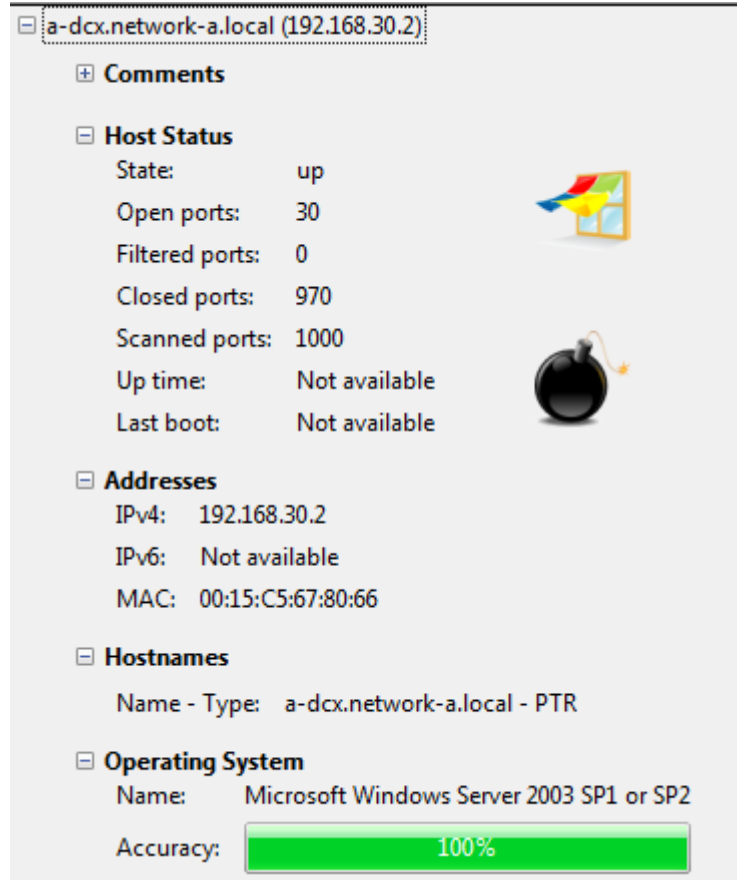 a-dcx.network-a.local (192.168.30.2)
Comments
Host Status
State: up
Open ports: 30
Filtered ports: 0
Closed ports: 970
Scanned ports: 1000
Up time: Not available
Last boot: Not available
Addresses
IPv4: 192.168.30.2
IPv6: Not available
MAC: 00:15:C5:67:80:66
Hostnames
Name - Type: a-dcx.network-a.local - PTR
Operating System
Name: Microsoft Windows Server 2003 SP1 or SP2
Accuracy: 100%